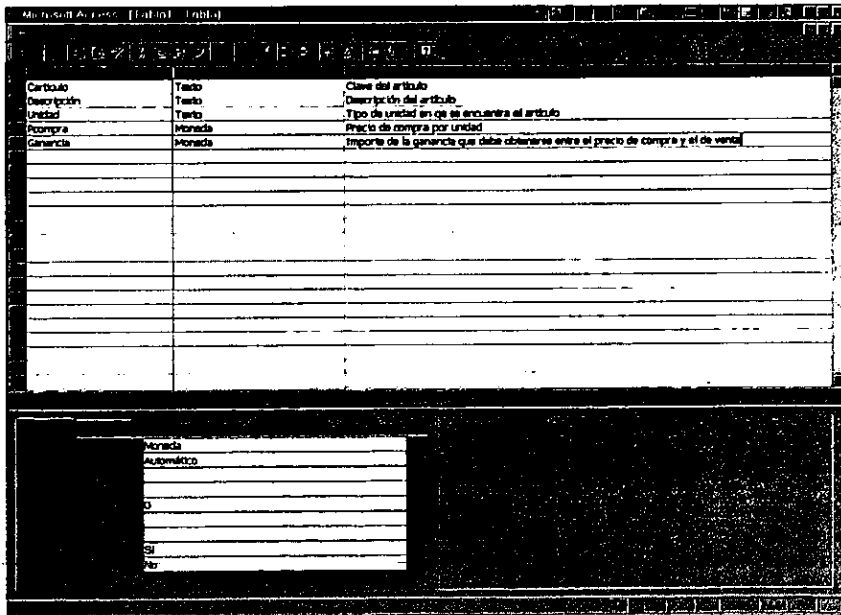 Microsoft Access - [Tabla1 : Tabla]
Carticulo Texto Clave del artículo
Descripción Texto Descripción del artículo
Unidad Texto Tipo de unidad en qe se encuentra el artículo
Pcompra Moneda Precio de compra por unidad
Ganancia Moneda Importe de la ganancia que debe obtenerse entre el precio de compra y el de venta
Moneda
Automático
0
Sí
No